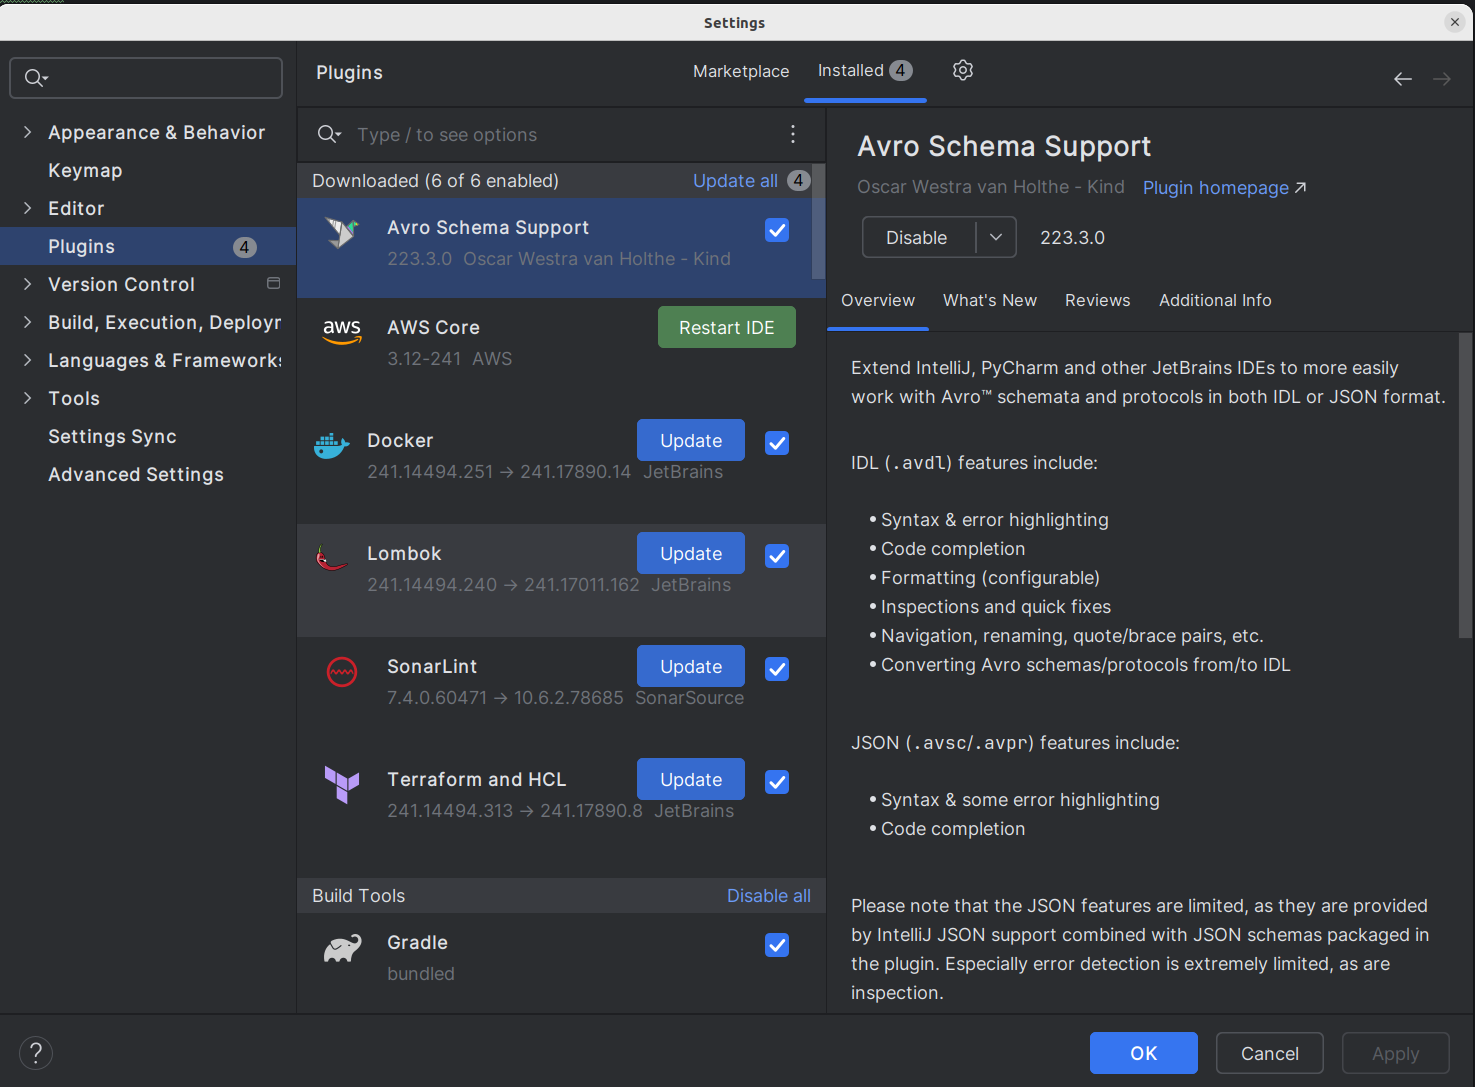 Settings
Plugins
Marketplace
Installed 4
Appearance & Behavior
Keymap
Editor
Plugins 4
Version Control
Build, Execution, Deployr
Languages & Frameworks
Tools
Settings Sync
Advanced Settings
Type / to see options
Downloaded (6 of 6 enabled) Update all 4
Avro Schema Support
223.3.0 Oscar Westra van Holthe - Kind
aws
AWS Core
Restart IDE
3.12-241 AWS
Docker
Update
241.14494.251 → 241.17890.14 JetBrains
Lombok
Update
241.14494.240 → 241.17011.162 JetBrains
SonarLint
Update
7.4.0.60471 → 10.6.2.78685 SonarSource
Terraform and HCL
Update
241.14494.313 → 241.17890.8 JetBrains
Build Tools Disable all
Gradle
bundled
Avro Schema Support
Oscar Westra van Holthe - Kind Plugin homepage ↗
Disable 223.3.0
Overview What's New Reviews Additional Info
Extend IntelliJ, PyCharm and other JetBrains IDEs to more easily
work with Avro™ schemata and protocols in both IDL or JSON format.
IDL (.avdl) features include:
• Syntax & error highlighting
• Code completion
• Formatting (configurable)
• Inspections and quick fixes
• Navigation, renaming, quote/brace pairs, etc.
• Converting Avro schemas/protocols from/to IDL
JSON (.avsc/.avpr) features include:
• Syntax & some error highlighting
• Code completion
Please note that the JSON features are limited, as they are provided
by IntelliJ JSON support combined with JSON schemas packaged in
the plugin. Especially error detection is extremely limited, as are
inspection.
?
OK
Cancel
Apply